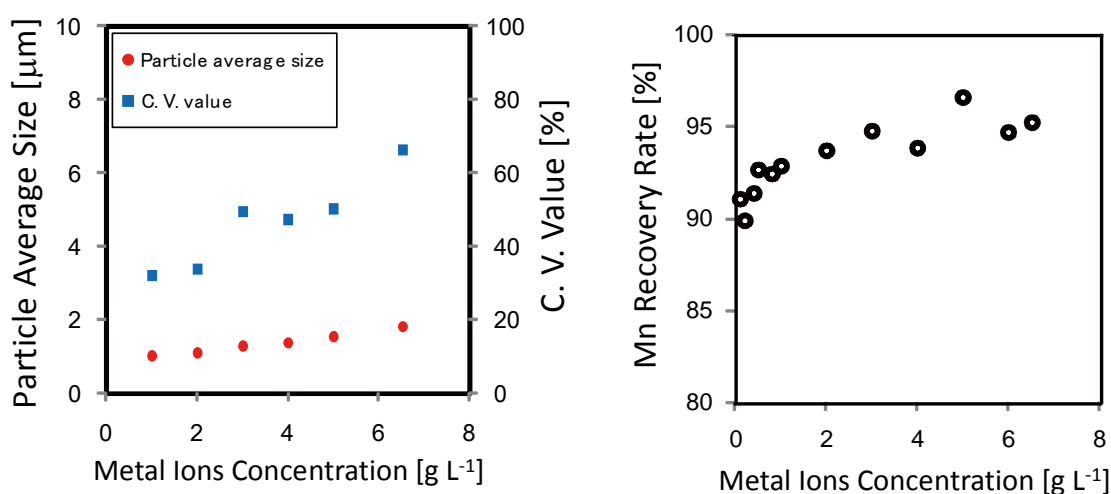 Particle Average Size [µm]
10
8
6
4
2
0
Particle average size
C. V. value
100
80
60
40
20
0
C. V. Value [%]
0 2 4 6 8
Metal Ions Concentration [g L-1]
Mn Recovery Rate [%]
100
95
90
85
80
0 2 4 6 8
Metal Ions Concentration [g L-1]